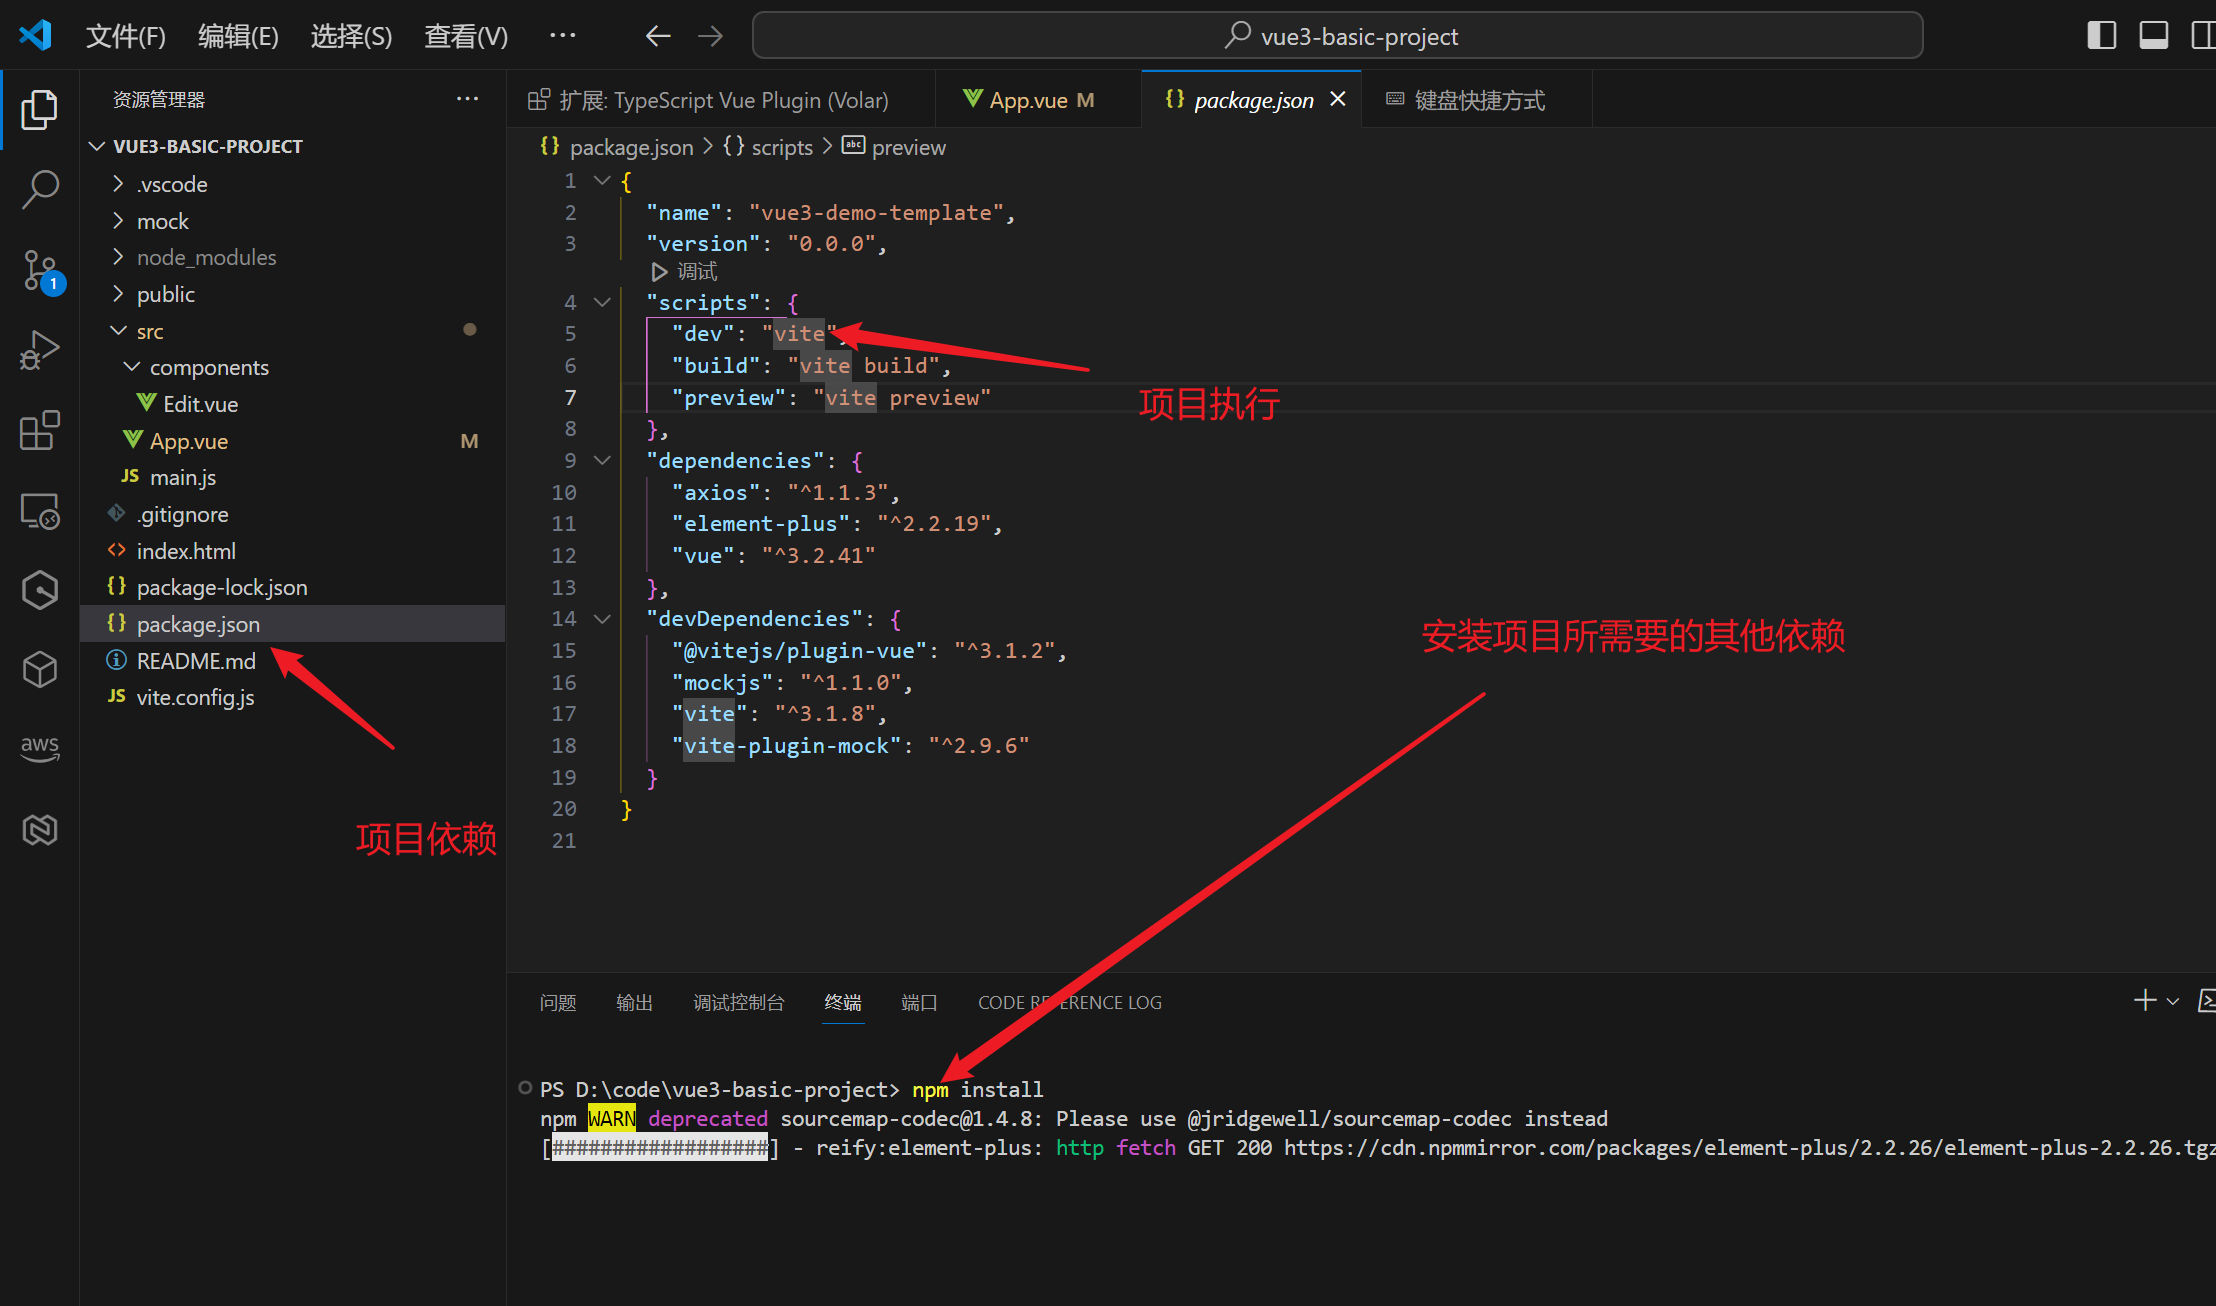 文件(F) 编辑(E) 选择(S) 查看(V) ··· vue3-basic-project
资源管理器 ···
VUE3-BASIC-PROJECT
.vscode
mock
node_modules
public
src
components
Edit.vue
App.vue M
JS main.js
.gitignore
<> index.html
{} package-lock.json
{} package.json
README.md
JS vite.config.js
1
aws
项目依赖
扩展: TypeScript Vue Plugin (Volar) App.vue M {} package.json 键盘快捷方式
{} package.json > {} scripts > abc preview
1 {
2 "name": "vue3-demo-template",
3 "version": "0.0.0",
调试
4 "scripts": {
5 "dev": "vite",
6 "build": "vite build",
7 "preview": "vite preview"
8 },
9 "dependencies": {
10 "axios": "^1.1.3",
11 "element-plus": "^2.2.19",
12 "vue": "^3.2.41"
13 },
14 "devDependencies": {
15 "@vitejs/plugin-vue": "^3.1.2",
16 "mockjs": "^1.1.0",
17 "vite": "^3.1.8",
18 "vite-plugin-mock": "^2.9.6"
19 }
20 }
21
项目执行
安装项目所需要的其他依赖
问题 输出 调试控制台 终端 端口 CODE REFERENCE LOG
PS D:\code\vue3-basic-project> npm install
npm WARN deprecated sourcemap-codec@1.4.8: Please use @jridgewell/sourcemap-codec instead
[##################] - reify:element-plus: http fetch GET 200 https://cdn.npmmirror.com/packages/element-plus/2.2.26/element-plus-2.2.26.tgz